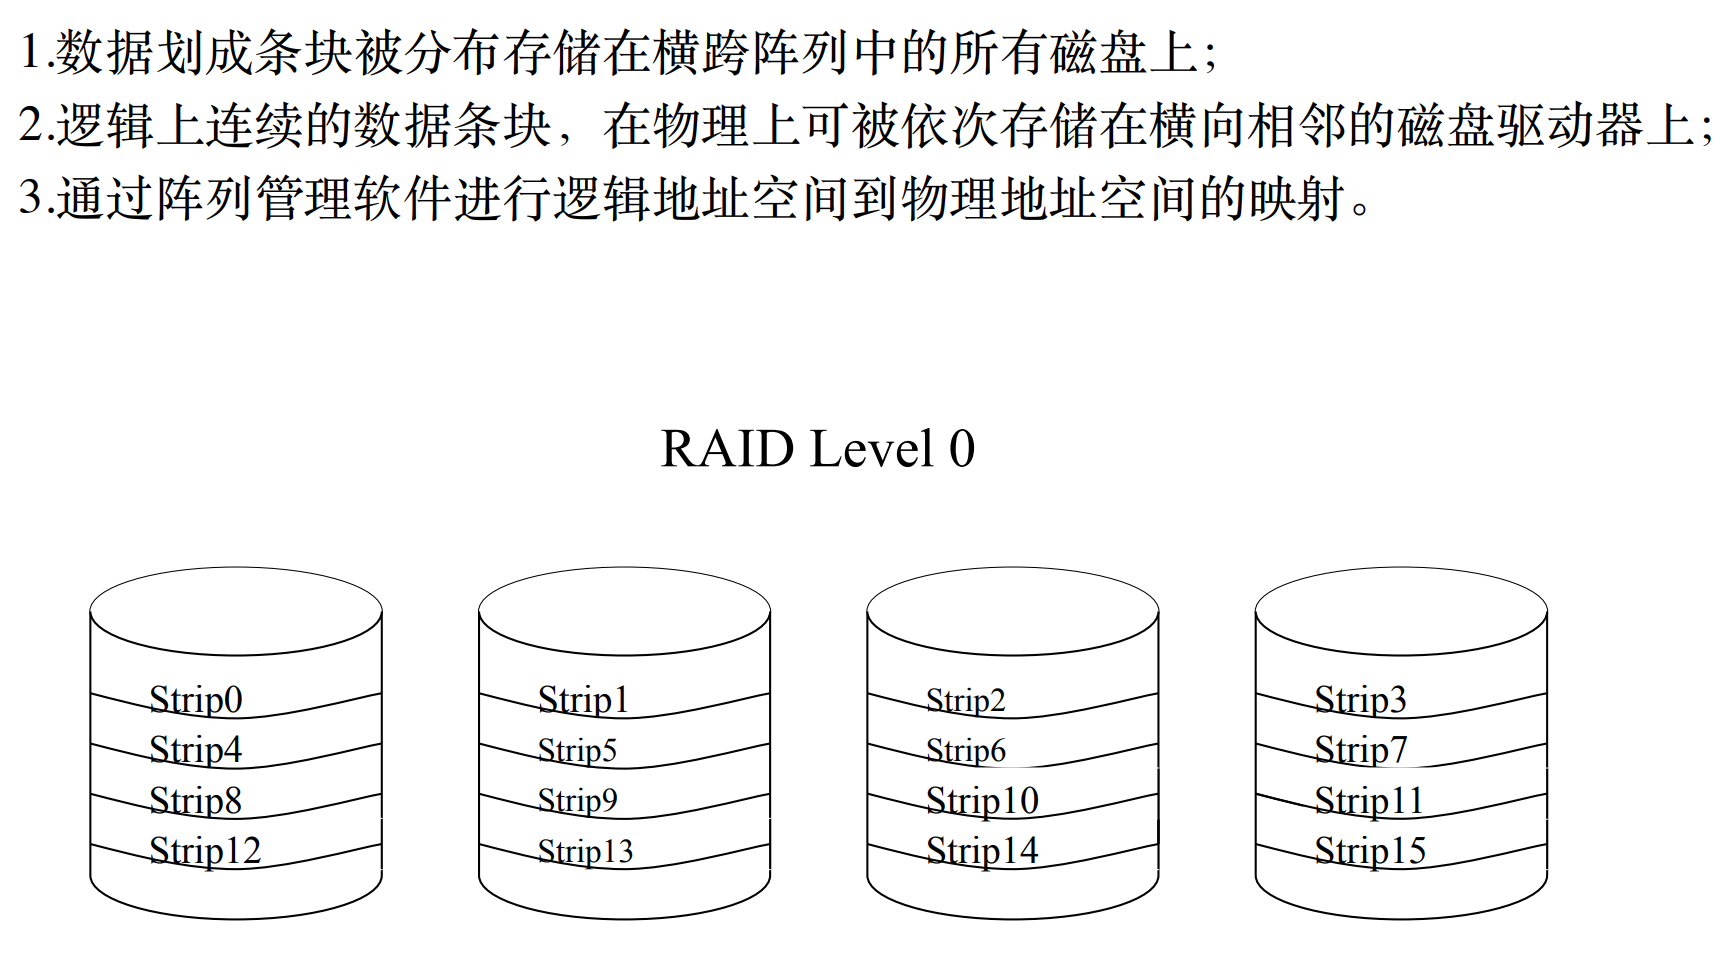 1.数据划成条块被分布存储在横跨阵列中的所有磁盘上；
2.逻辑上连续的数据条块，在物理上可被依次存储在横向相邻的磁盘驱动器上；
3.通过阵列管理软件进行逻辑地址空间到物理地址空间的映射。
RAID Level 0
Strip0 Strip1 Strip2 Strip3
Strip4 Strip5 Strip6 Strip7
Strip8 Strip9 Strip10 Strip11
Strip12 Strip13 Strip14 Strip15